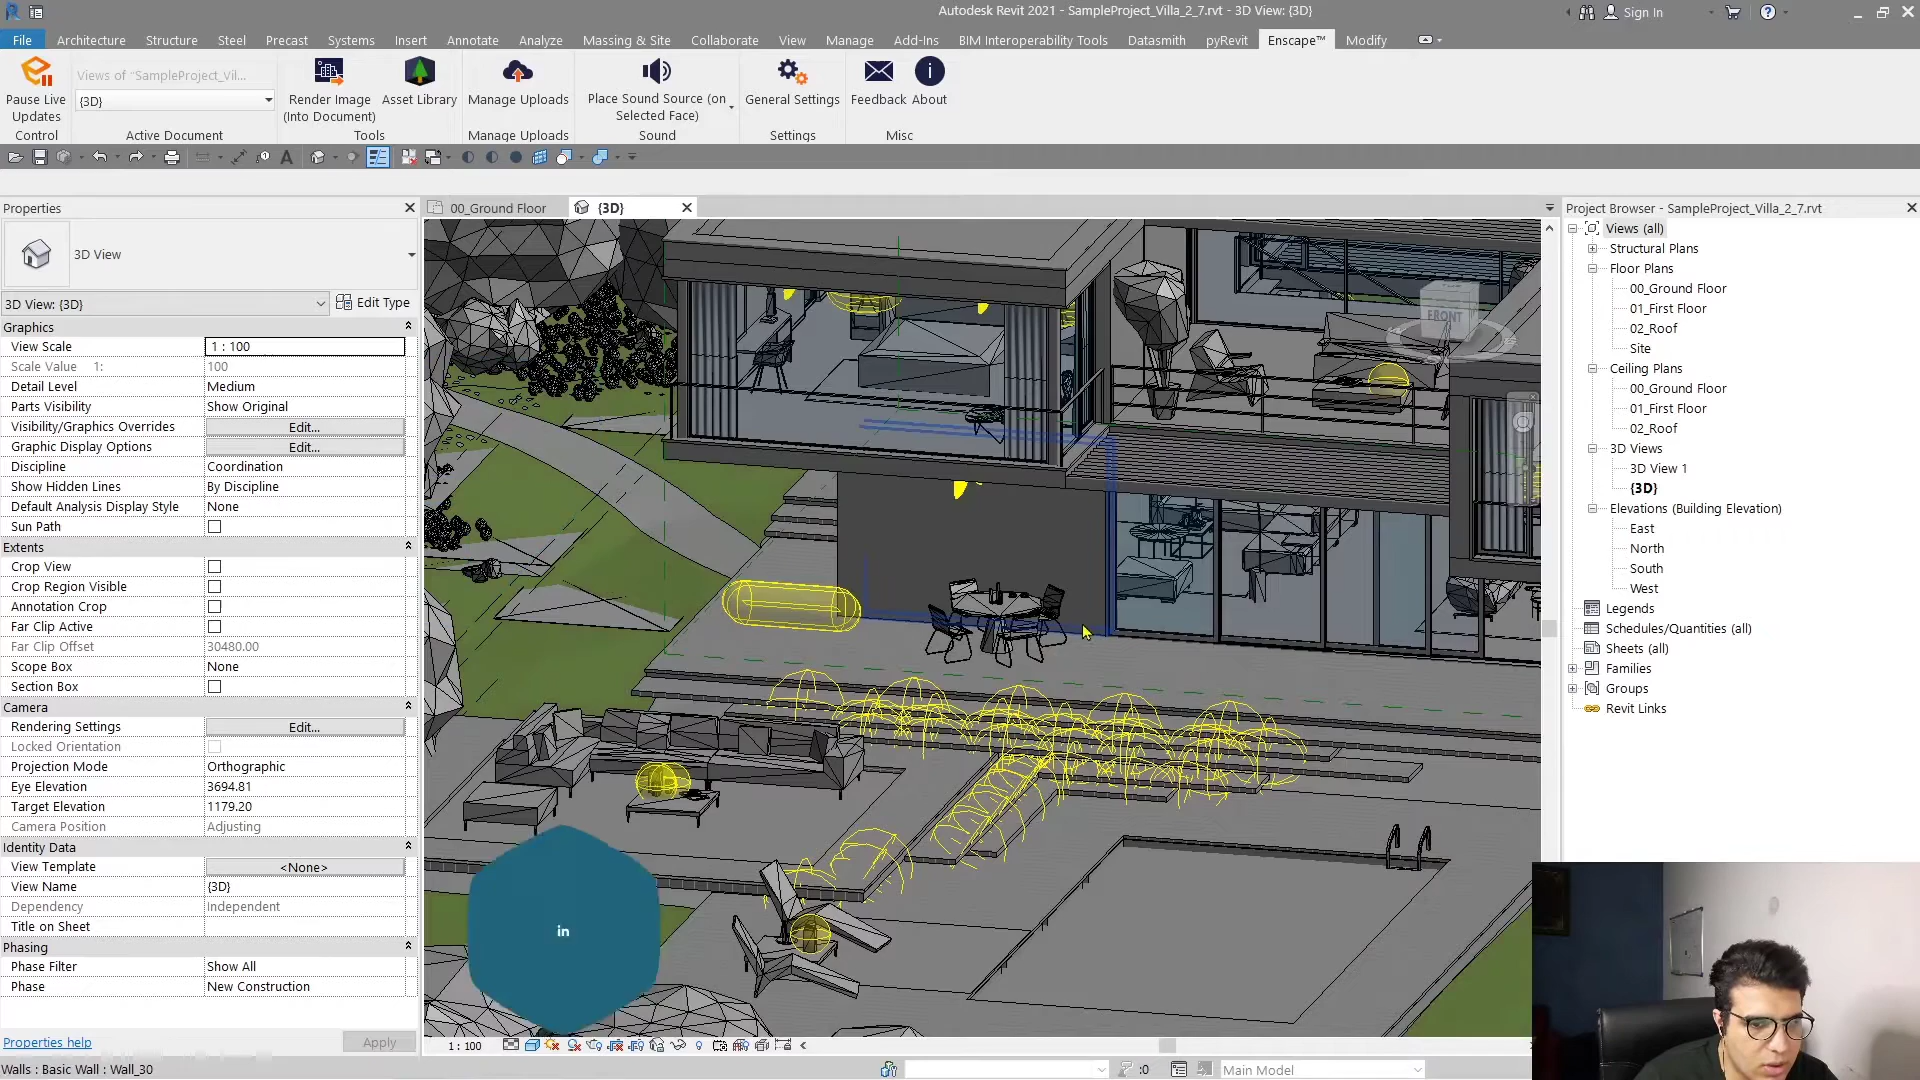 Autodesk Revit 2021 - SampleProject_Villa_2_7.rvt - 3D View: {3D}
Sign In
File Architecture Structure Steel Precast Systems Insert Annotate Analyze Massing & Site Collaborate View Manage Add-Ins BIM Interoperability Tools Datasmith pyRevit Enscape™ Modify
Pause Live Updates
Control
Views of "SampleProject_Vil...
{3D}
Active Document
Render Image (Into Document)
Asset Library
Tools
Manage Uploads
Manage Uploads
Place Sound Source (on Selected Face)
Sound
General Settings
Settings
Feedback About
Misc
Properties
00_Ground Floor
{3D}
Project Browser - SampleProject_Villa_2_7.rvt
3D View
3D View: {3D} Edit Type
Graphics
View Scale 1 : 100
Scale Value 1: 100
Detail Level Medium
Parts Visibility Show Original
Visibility/Graphics Overrides Edit...
Graphic Display Options Edit...
Discipline Coordination
Show Hidden Lines By Discipline
Default Analysis Display Style None
Sun Path
Extents
Crop View
Crop Region Visible
Annotation Crop
Far Clip Active
Far Clip Offset 30480.00
Scope Box None
Section Box
Camera
Rendering Settings Edit...
Locked Orientation
Projection Mode Orthographic
Eye Elevation 3694.81
Target Elevation 1179.20
Camera Position Adjusting
Identity Data
View Template <None>
View Name {3D}
Dependency Independent
Title on Sheet
Phasing
Phase Filter Show All
Phase New Construction
Properties help
Apply
FRONT
in
Views (all)
Structural Plans
Floor Plans
00_Ground Floor
01_First Floor
02_Roof
Site
Ceiling Plans
00_Ground Floor
01_First Floor
02_Roof
3D Views
3D View 1
{3D}
Elevations (Building Elevation)
East
North
South
West
Legends
Schedules/Quantities (all)
Sheets (all)
Families
Groups
Revit Links
1 : 100
Walls : Basic Wall : Wall_30
:0
Main Model